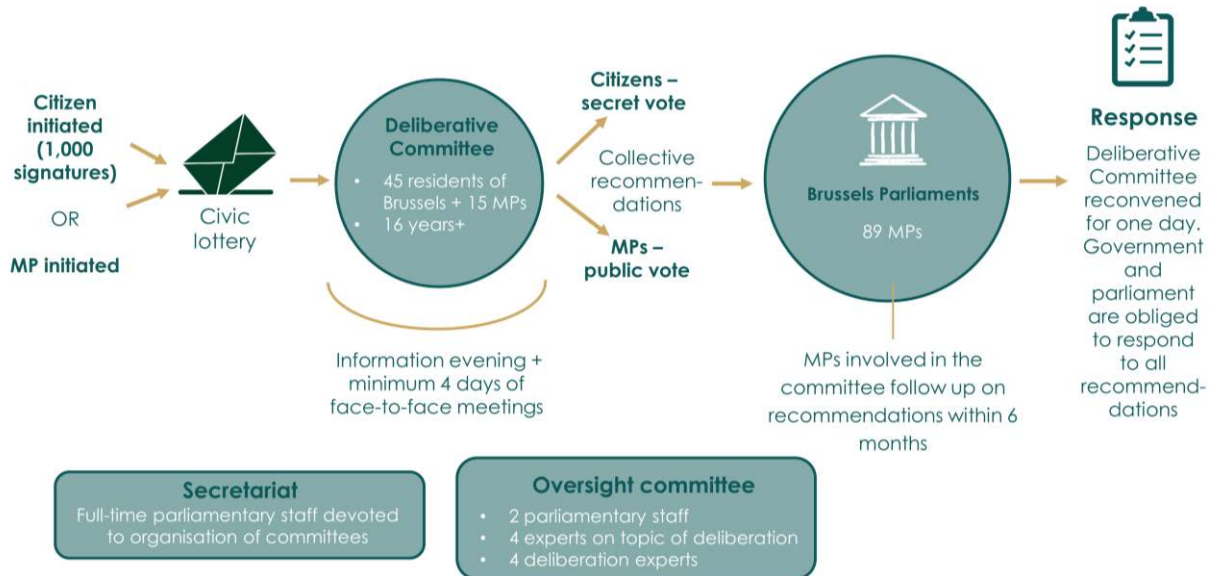 Citizen
initiated
(1,000
signatures)
OR
MP initiated
Civic
lottery
Deliberative
Committee
• 45 residents of
Brussels + 15 MPs
• 16 years+
Information evening +
minimum 4 days of
face-to-face meetings
Citizens –
secret vote
Collective
recommen-
dations
MPs –
public vote
Brussels Parliaments
89 MPs
MPs involved in the
committee follow up on
recommendations within 6
months
Response
Deliberative
Committee
reconvened
for one day.
Government
and
parliament
are obliged
to respond
to all
recommend-
dations
Secretariat
Full-time parliamentary staff devoted
to organisation of committees
Oversight committee
• 2 parliamentary staff
• 4 experts on topic of deliberation
• 4 deliberation experts